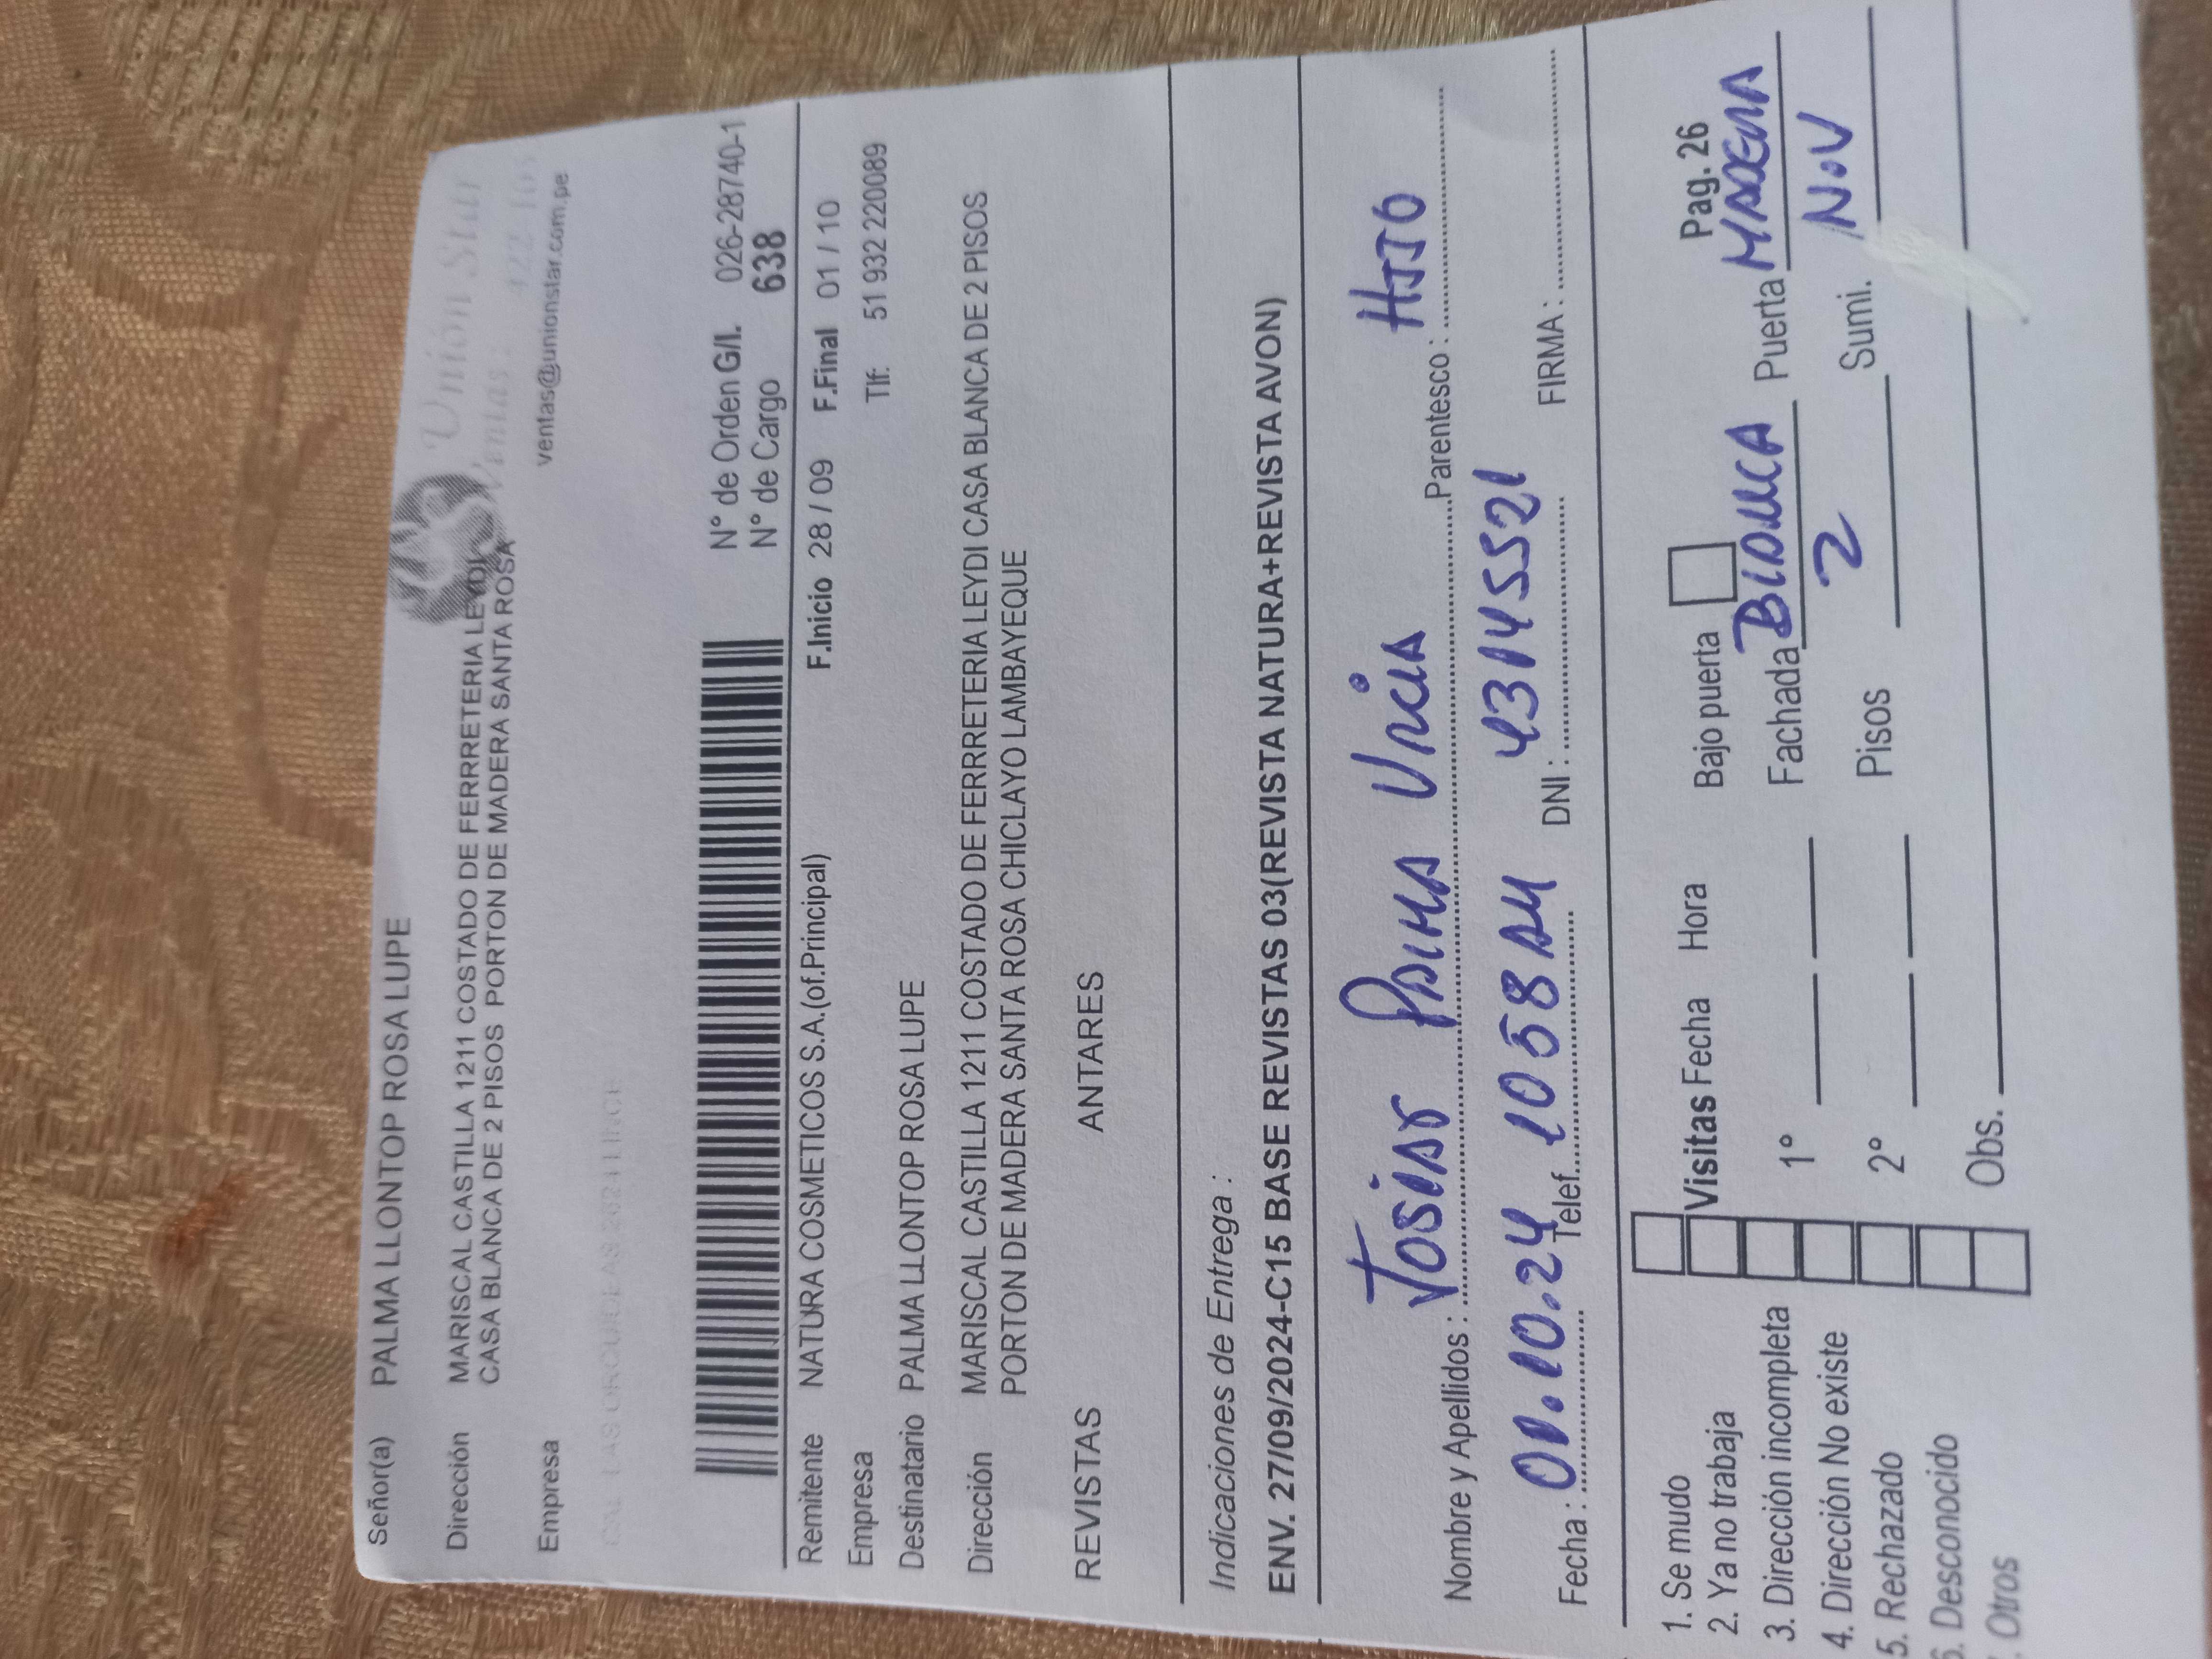 Señor(a) PALMA LLONTOP ROSA LUPE
Unión Star
Dirección MARISCAL CASTILLA 1211 COSTADO DE FERRRETERIA LEYDI
CASA BLANCA DE 2 PISOS PORTON DE MADERA SANTA ROSA
Ventas:
Empresa
ventas@unionstar.com.pe
N° de Orden G/I. 026-28740-1
N° de Cargo 638
Remitente NATURA COSMETICOS S.A.(of.Principal) F.Inicio 28 / 09 F.Final 01 / 10
Empresa Tlf: 51 932 220089
Destinatario PALMA LLONTOP ROSA LUPE
Dirección MARISCAL CASTILLA 1211 COSTADO DE FERRRETERIA LEYDI CASA BLANCA DE 2 PISOS
PORTON DE MADERA SANTA ROSA CHICLAYO LAMBAYEQUE
REVISTAS ANTARES
Indicaciones de Entrega :
ENV. 27/09/2024-C15 BASE REVISTAS 03(REVISTA NATURA+REVISTA AVON)
Nombre y Apellidos : Palma Parentesco : HIJO
Fecha : 01.10.24 Telef. 1058 AM DNI : 43145521 FIRMA :
1. Se mudo Visitas Fecha Hora Bajo puerta Pag. 26
2. Ya no trabaja
3. Dirección incompleta 1° Fachada BLANCA Puerta MADERA
4. Dirección No existe
5. Rechazado 2° Pisos 2 Sumi. N.V
6. Desconocido
Otros Obs.